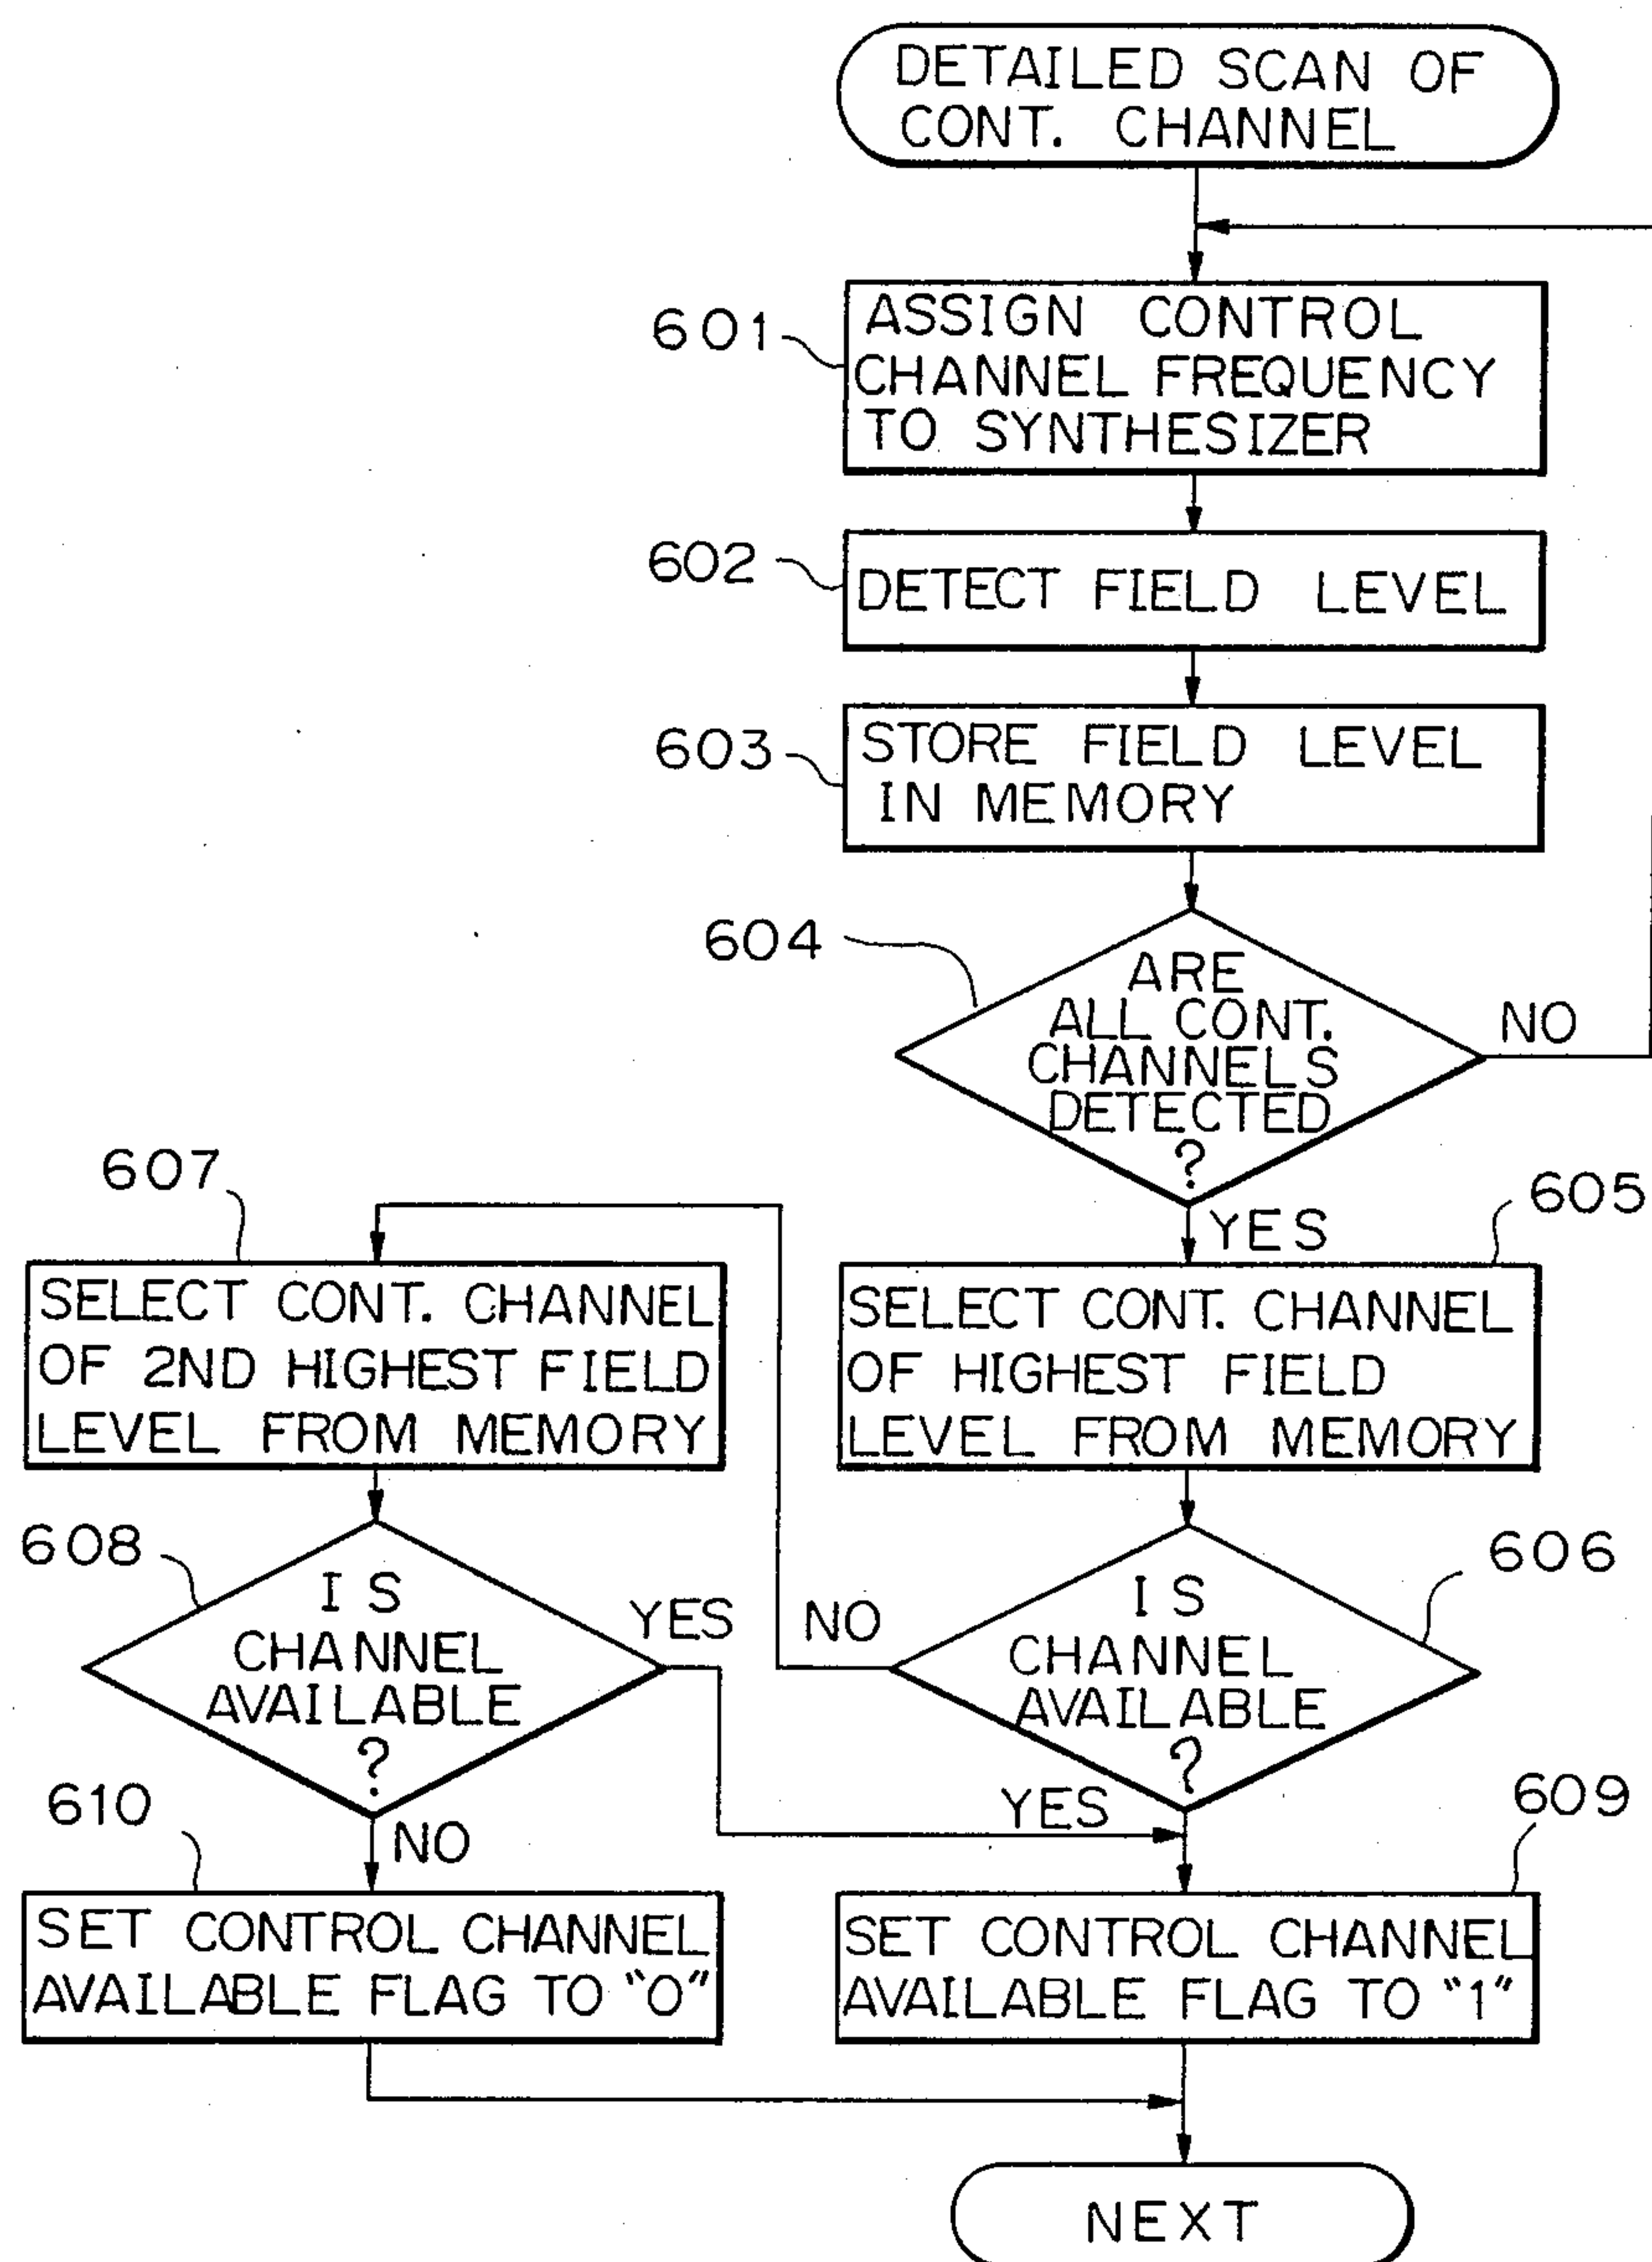 DETAILED SCAN OF
CONT. CHANNEL
601
ASSIGN CONTROL
CHANNEL FREQUENCY
TO SYNTHESIZER
602
DETECT FIELD LEVEL
603
STORE FIELD LEVEL
IN MEMORY
604
ARE
ALL CONT.
CHANNELS
DETECTED
?
NO
YES
605
SELECT CONT. CHANNEL
OF HIGHEST FIELD
LEVEL FROM MEMORY
607
SELECT CONT. CHANNEL
OF 2ND HIGHEST FIELD
LEVEL FROM MEMORY
606
IS
CHANNEL
AVAILABLE
?
NO
YES
608
IS
CHANNEL
AVAILABLE
?
YES
NO
610
SET CONTROL CHANNEL
AVAILABLE FLAG TO "0"
609
SET CONTROL CHANNEL
AVAILABLE FLAG TO "1"
NEXT